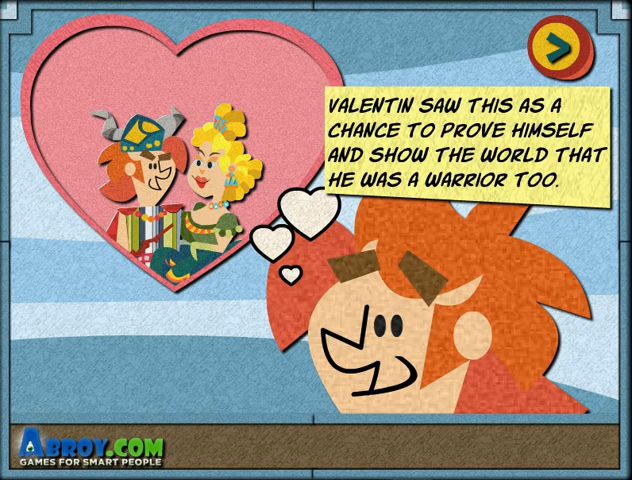 VALENTIN SAW THIS AS A
CHANCE TO PROVE HIMSELF
AND SHOW THE WORLD THAT
HE WAS A WARRIOR TOO.
ABROY.COM
GAMES FOR SMART PEOPLE